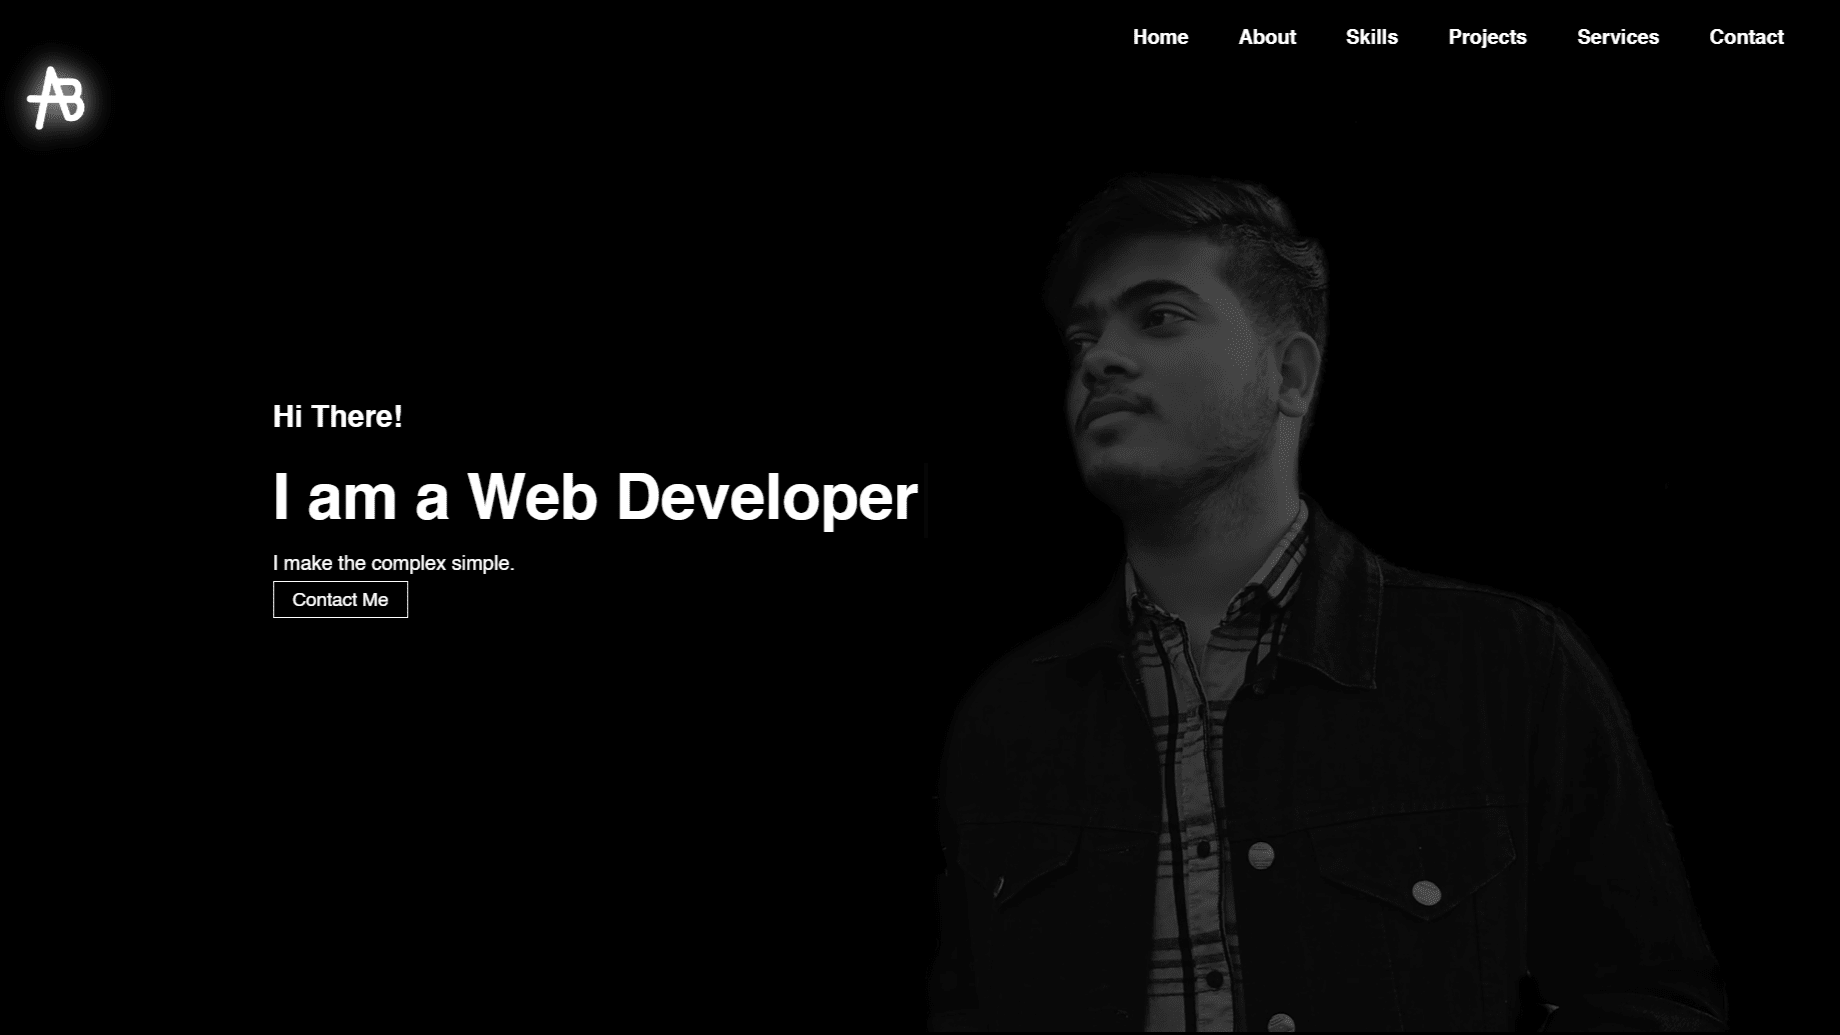 Home About Skills Projects Services Contact
AB
Hi There!
I am a Web Developer
I make the complex simple.
Contact Me